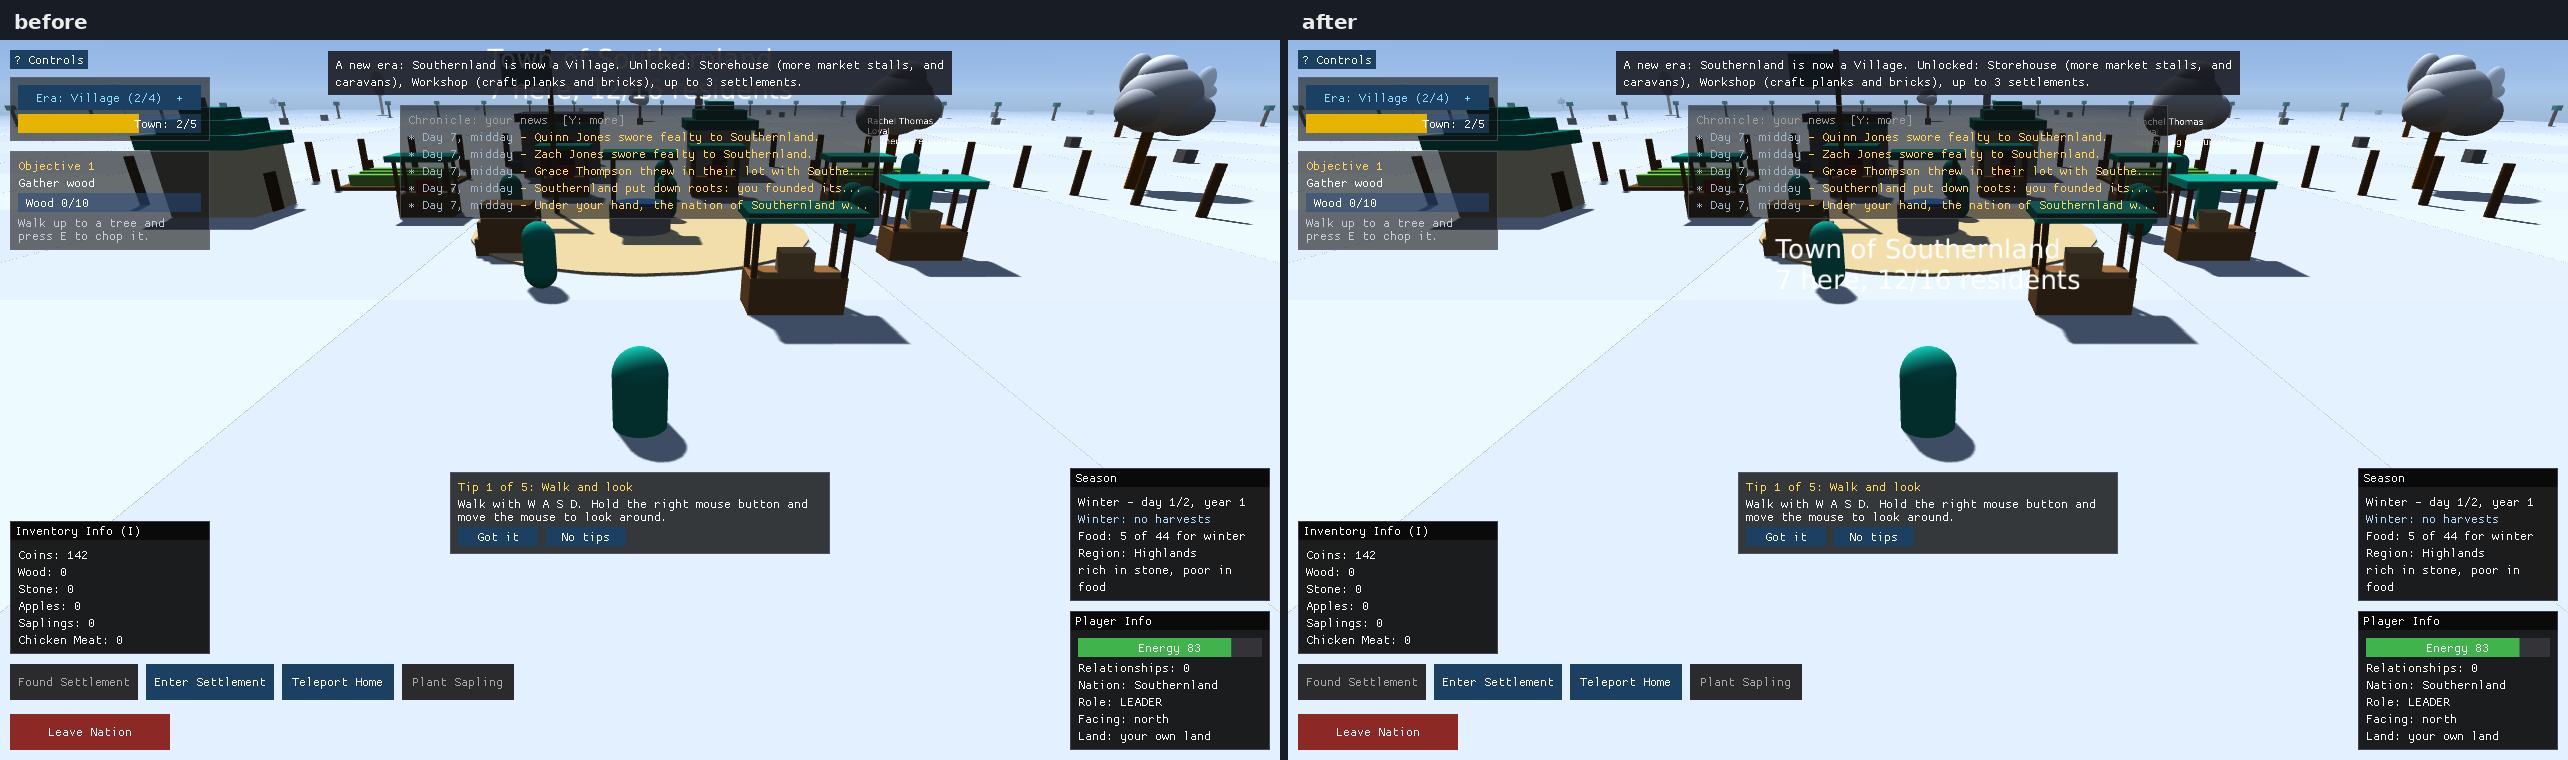 before
? Controls
Town of Southernland
A new era: Southernland is now a Village. Unlocked: Storehouse (more market stalls, and
caravans), Workshop (craft planks and bricks), up to 3 settlements.
7 here, 12/16 residents
Era: Village (2/4) +
Town: 2/5
Chronicle: your news [Y: more]
* Day 7, midday - Quinn Jones swore fealty to Southernland.
* Day 7, midday - Zach Jones swore fealty to Southernland.
* Day 7, midday - Grace Thompson threw in their lot with Southe...
* Day 7, midday - Southernland put down roots: you founded its...
* Day 7, midday - Under your hand, the nation of Southernland w...
Rachel Thomas
Loyal
Objective 1
Gather wood
Wood 0/10
Walk up to a tree and
press E to chop it.
Tip 1 of 5: Walk and look
Walk with W A S D. Hold the right mouse button and
move the mouse to look around.
Got it No tips
Season
Winter - day 1/2, year 1
Winter: no harvests
Food: 5 of 44 for winter
Region: Highlands
rich in stone, poor in
food
Inventory Info (I)
Coins: 142
Wood: 0
Stone: 0
Apples: 0
Saplings: 0
Chicken Meat: 0
Player Info
Energy 83
Relationships: 0
Nation: Southernland
Role: LEADER
Facing: north
Land: your own land
Found Settlement Enter Settlement Teleport Home Plant Sapling
Leave Nation
after
? Controls
A new era: Southernland is now a Village. Unlocked: Storehouse (more market stalls, and
caravans), Workshop (craft planks and bricks), up to 3 settlements.
Era: Village (2/4) +
Town: 2/5
Chronicle: your news [Y: more]
* Day 7, midday - Quinn Jones swore fealty to Southernland.
* Day 7, midday - Zach Jones swore fealty to Southernland.
* Day 7, midday - Grace Thompson threw in their lot with Southe...
* Day 7, midday - Southernland put down roots: you founded its...
* Day 7, midday - Under your hand, the nation of Southernland w...
Thomas
Objective 1
Gather wood
Wood 0/10
Walk up to a tree and
press E to chop it.
Town of Southernland
7 here, 12/16 residents
Tip 1 of 5: Walk and look
Walk with W A S D. Hold the right mouse button and
move the mouse to look around.
Got it No tips
Season
Winter - day 1/2, year 1
Winter: no harvests
Food: 5 of 44 for winter
Region: Highlands
rich in stone, poor in
food
Inventory Info (I)
Coins: 142
Wood: 0
Stone: 0
Apples: 0
Saplings: 0
Chicken Meat: 0
Player Info
Energy 83
Relationships: 0
Nation: Southernland
Role: LEADER
Facing: north
Land: your own land
Found Settlement Enter Settlement Teleport Home Plant Sapling
Leave Nation